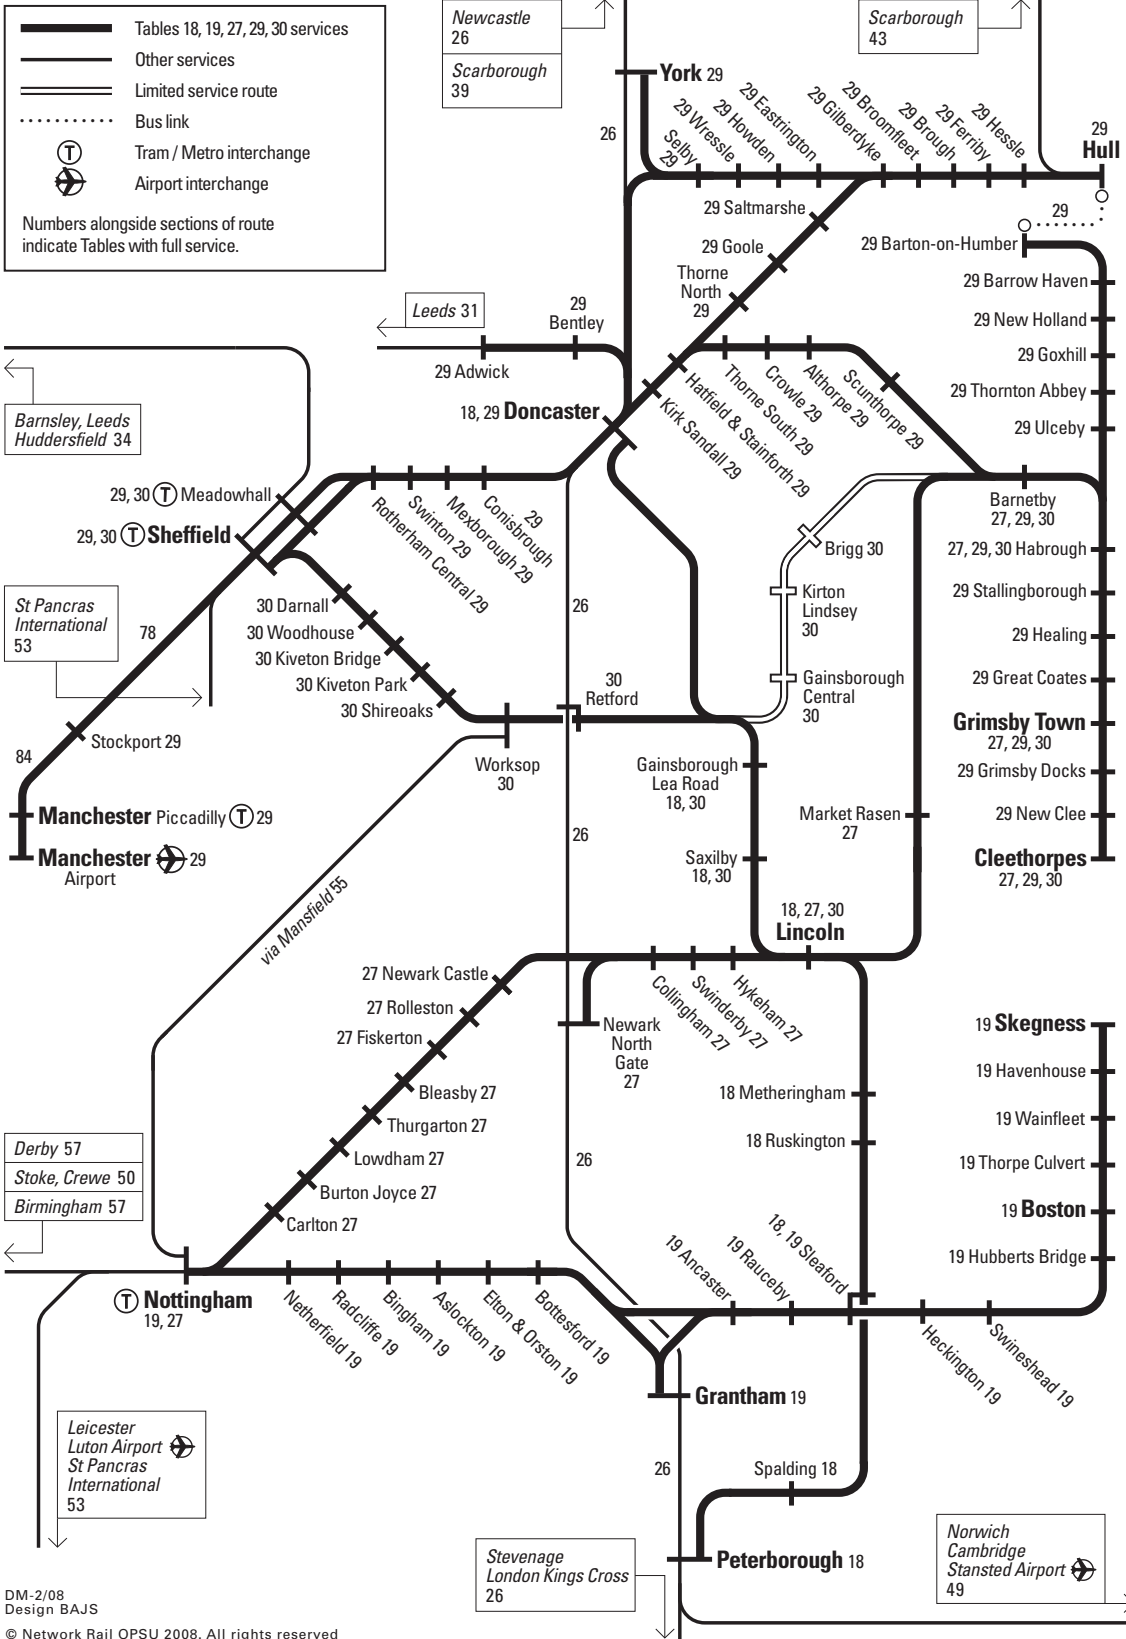 Tables 18, 19, 27, 29, 30 services
Other services
Limited service route
Bus link
T Tram / Metro interchange
Airport interchange
Numbers alongside sections of route
indicate Tables with full service.
Newcastle
26
Scarborough
39
Scarborough
43
York 29
26
Selby
29
29 Wressle
29 Howden
29 Eastrington
29 Gilberdyke
29 Broomfleet
29 Brough
29 Ferriby
29 Hessle
29
Hull
29
29 Saltmarshe
29 Goole
Thorne
North
29
29 Barton-on-Humber
29 Barrow Haven
29 New Holland
29 Goxhill
29 Thornton Abbey
29 Ulceby
Leeds 31
29
Bentley
29 Adwick
18, 29 Doncaster
Kirk Sandall 29
Hatfield & Stainforth 29
Thorne South 29
Crowle 29
Althorpe 29
Scunthorpe 29
Barnsley, Leeds
Huddersfield 34
29, 30 T Meadowhall
29, 30 T Sheffield
Rotherham Central 29
Swinton 29
Mexborough 29
Conisbrough
29
Barnetby
27, 29, 30
Brigg 30
Kirton
Lindsey
30
Gainsborough
Central
30
27, 29, 30 Habrough
29 Stallingborough
29 Healing
29 Great Coates
Grimsby Town
27, 29, 30
29 Grimsby Docks
29 New Clee
Cleethorpes
27, 29, 30
St Pancras
International
53
78
30 Darnall
30 Woodhouse
30 Kiveton Bridge
30 Kiveton Park
30 Shireoaks
26
30
Retford
Stockport 29
84
Worksop
30
Gainsborough
Lea Road
18, 30
Market Rasen
27
Manchester Piccadilly T 29
Manchester 29
Airport
26
Saxilby
18, 30
via Mansfield 55
18, 27, 30
Lincoln
27 Newark Castle
27 Rolleston
27 Fiskerton
Bleasby 27
Thurgarton 27
Lowdham 27
Burton Joyce 27
Carlton 27
Newark
North
Gate
27
Collingham 27
Swinderby 27
Hykeham 27
18 Metheringham
18 Ruskington
19 Skegness
19 Havenhouse
19 Wainfleet
19 Thorpe Culvert
19 Boston
19 Hubberts Bridge
Derby 57
Stoke, Crewe 50
Birmingham 57
26
T Nottingham
19, 27
Netherfield 19
Radcliffe 19
Bingham 19
Aslockton 19
Elton & Orston 19
Bottesford 19
19 Ancaster
19 Rauceby
18, 19 Sleaford
Heckington 19
Swineshead 19
Grantham 19
Leicester
Luton Airport
St Pancras
International
53
26
Spalding 18
Peterborough 18
Stevenage
London Kings Cross
26
Norwich
Cambridge
Stansted Airport
49
DM-2/08
Design BAJS
© Network Rail OPSU 2008. All rights reserved